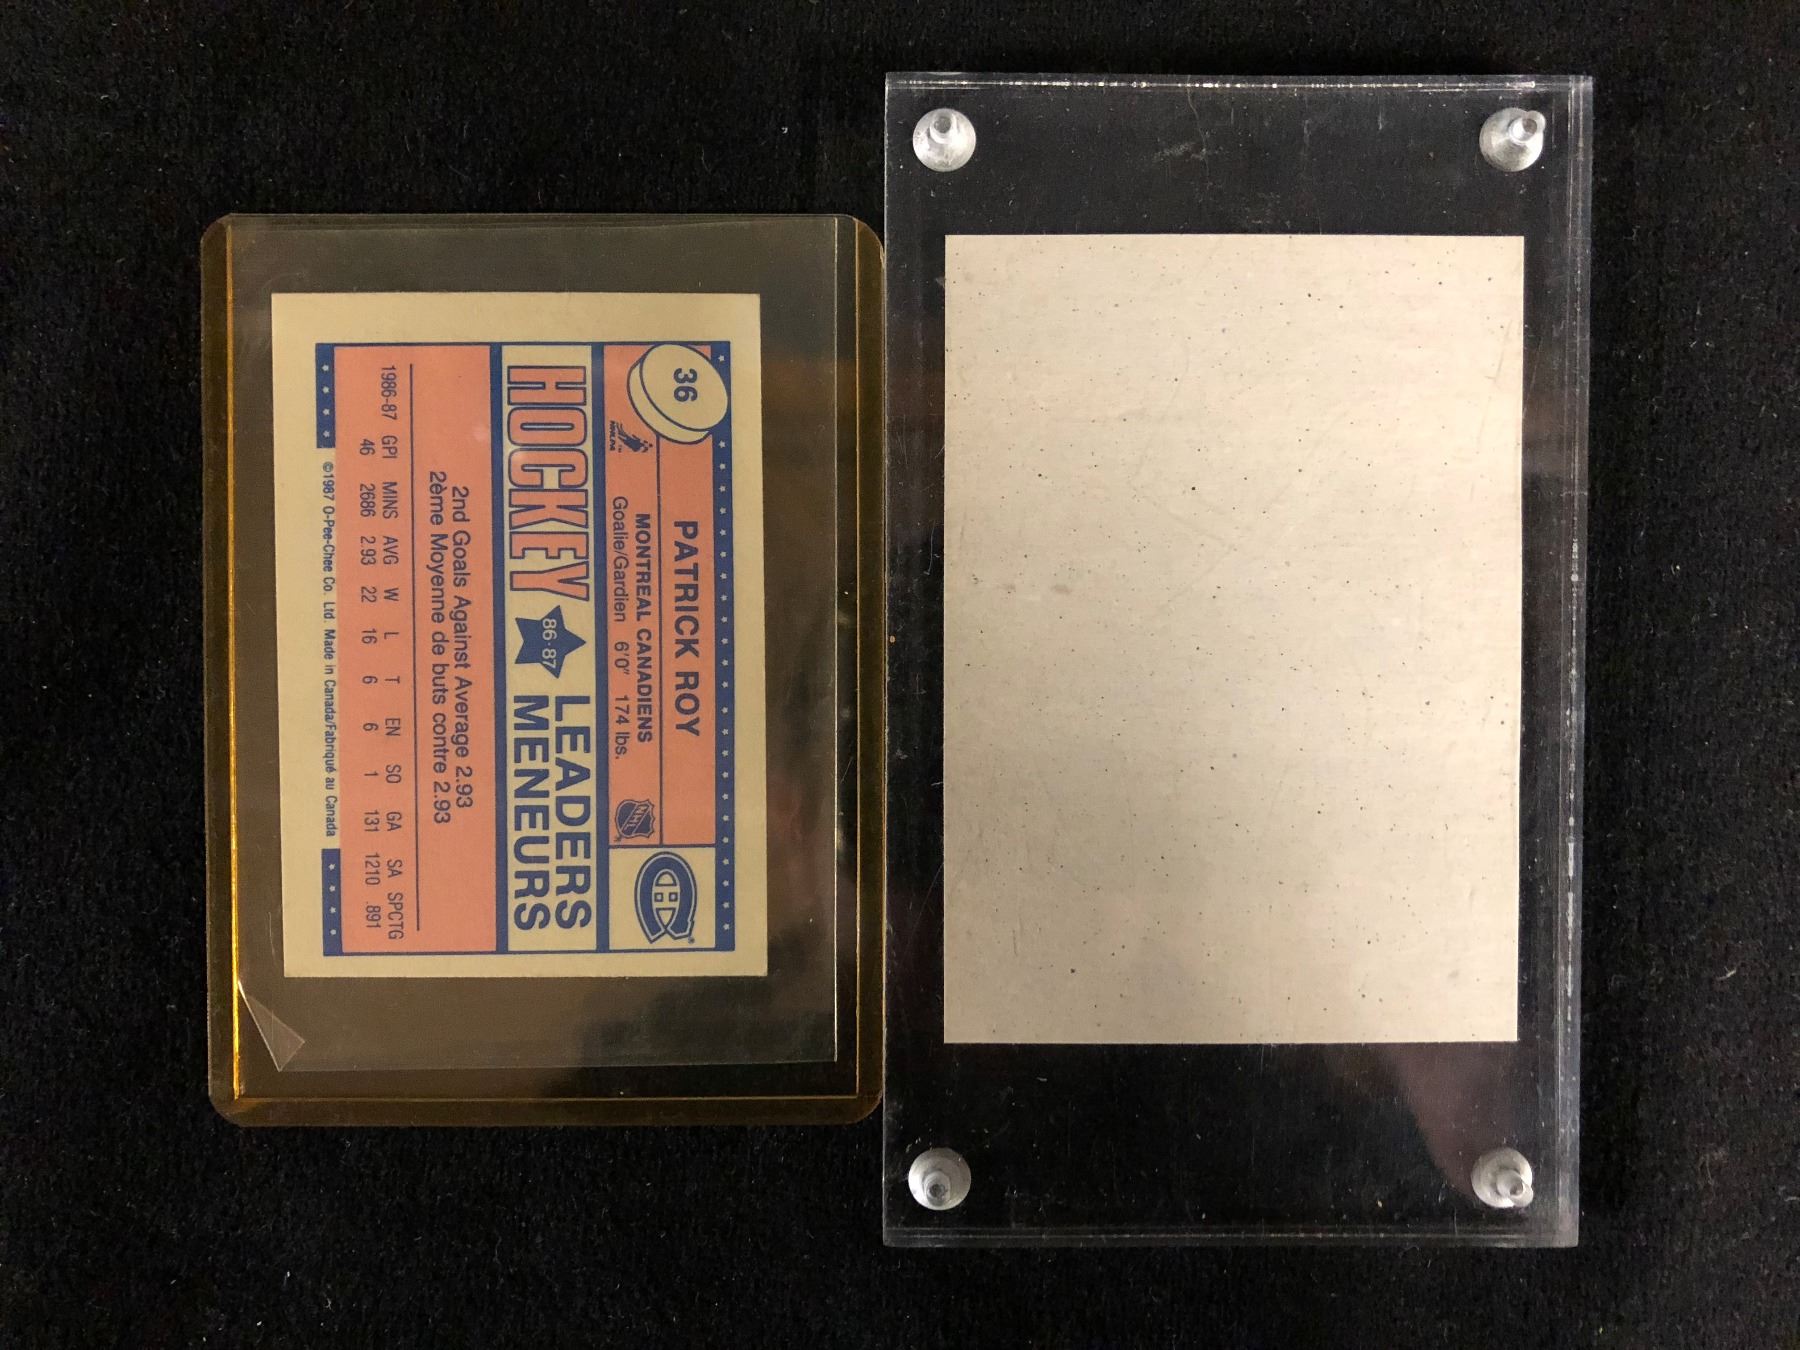 36
PATRICK ROY
MONTREAL CANADIENS
Goalie/Gardien 6'0" 174 lbs.
NHL
HOCKEY 86·87 LEADERS
MENEURS
2nd Goals Against Average 2.93
2ème Moyenne de buts contre 2.93
1986-87 GPI MINS AVG W L T EN SO GA SA SPCTG
46 2686 2.93 22 16 6 6 1 131 1210 .891
©1987 O-Pee-Chee Co. Ltd. Made in Canada/Fabriqué au Canada